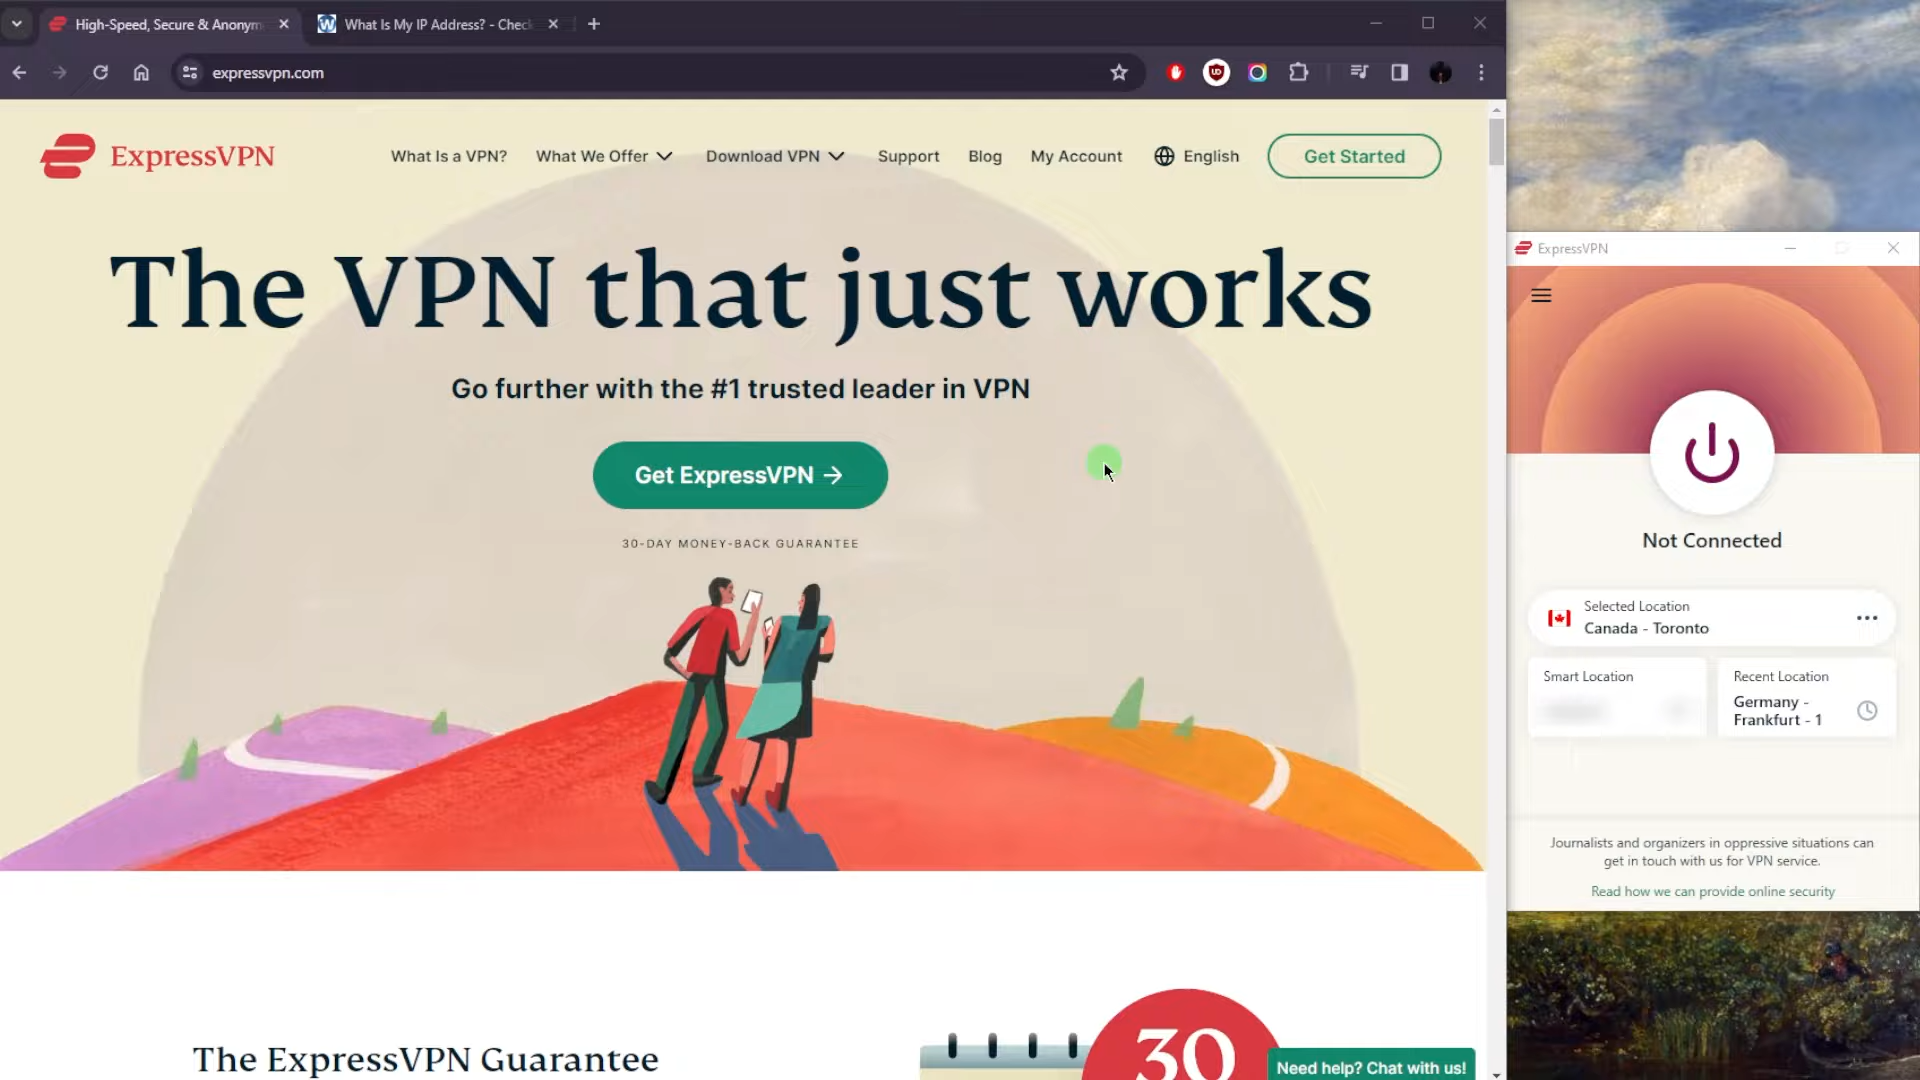 High-Speed, Secure & Anonym
What Is My IP Address? - Chec
expressvpn.com
ExpressVPN
What Is a VPN?
What We Offer
Download VPN
Support
Blog
My Account
English
Get Started
The VPN that just works
Go further with the #1 trusted leader in VPN
Get ExpressVPN →
30-DAY MONEY-BACK GUARANTEE
The ExpressVPN Guarantee
30
Need help? Chat with us!
ExpressVPN
Not Connected
Selected Location
Canada - Toronto
Smart Location
Recent Location
Germany -
Frankfurt - 1
Journalists and organizers in oppressive situations can
get in touch with us for VPN service.
Read how we can provide online security